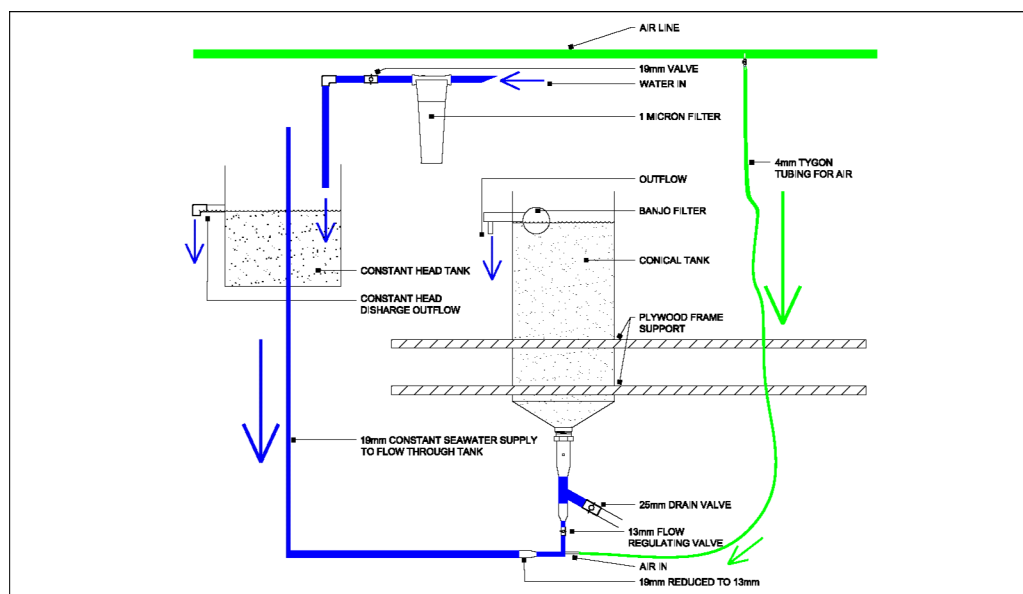 AIR LINE
19mm VALVE
WATER IN
1 MICRON FILTER
4mm TYGON
TUBING FOR AIR
OUTFLOW
BANJO FILTER
CONICAL TANK
CONSTANT HEAD TANK
CONSTANT HEAD
DISHARGE OUTFLOW
PLYWOOD FRAME
SUPPORT
19mm CONSTANT SEAWATER SUPPLY
TO FLOW THROUGH TANK
25mm DRAIN VALVE
13mm FLOW
REGULATING VALVE
AIR IN
19mm REDUCED TO 13mm